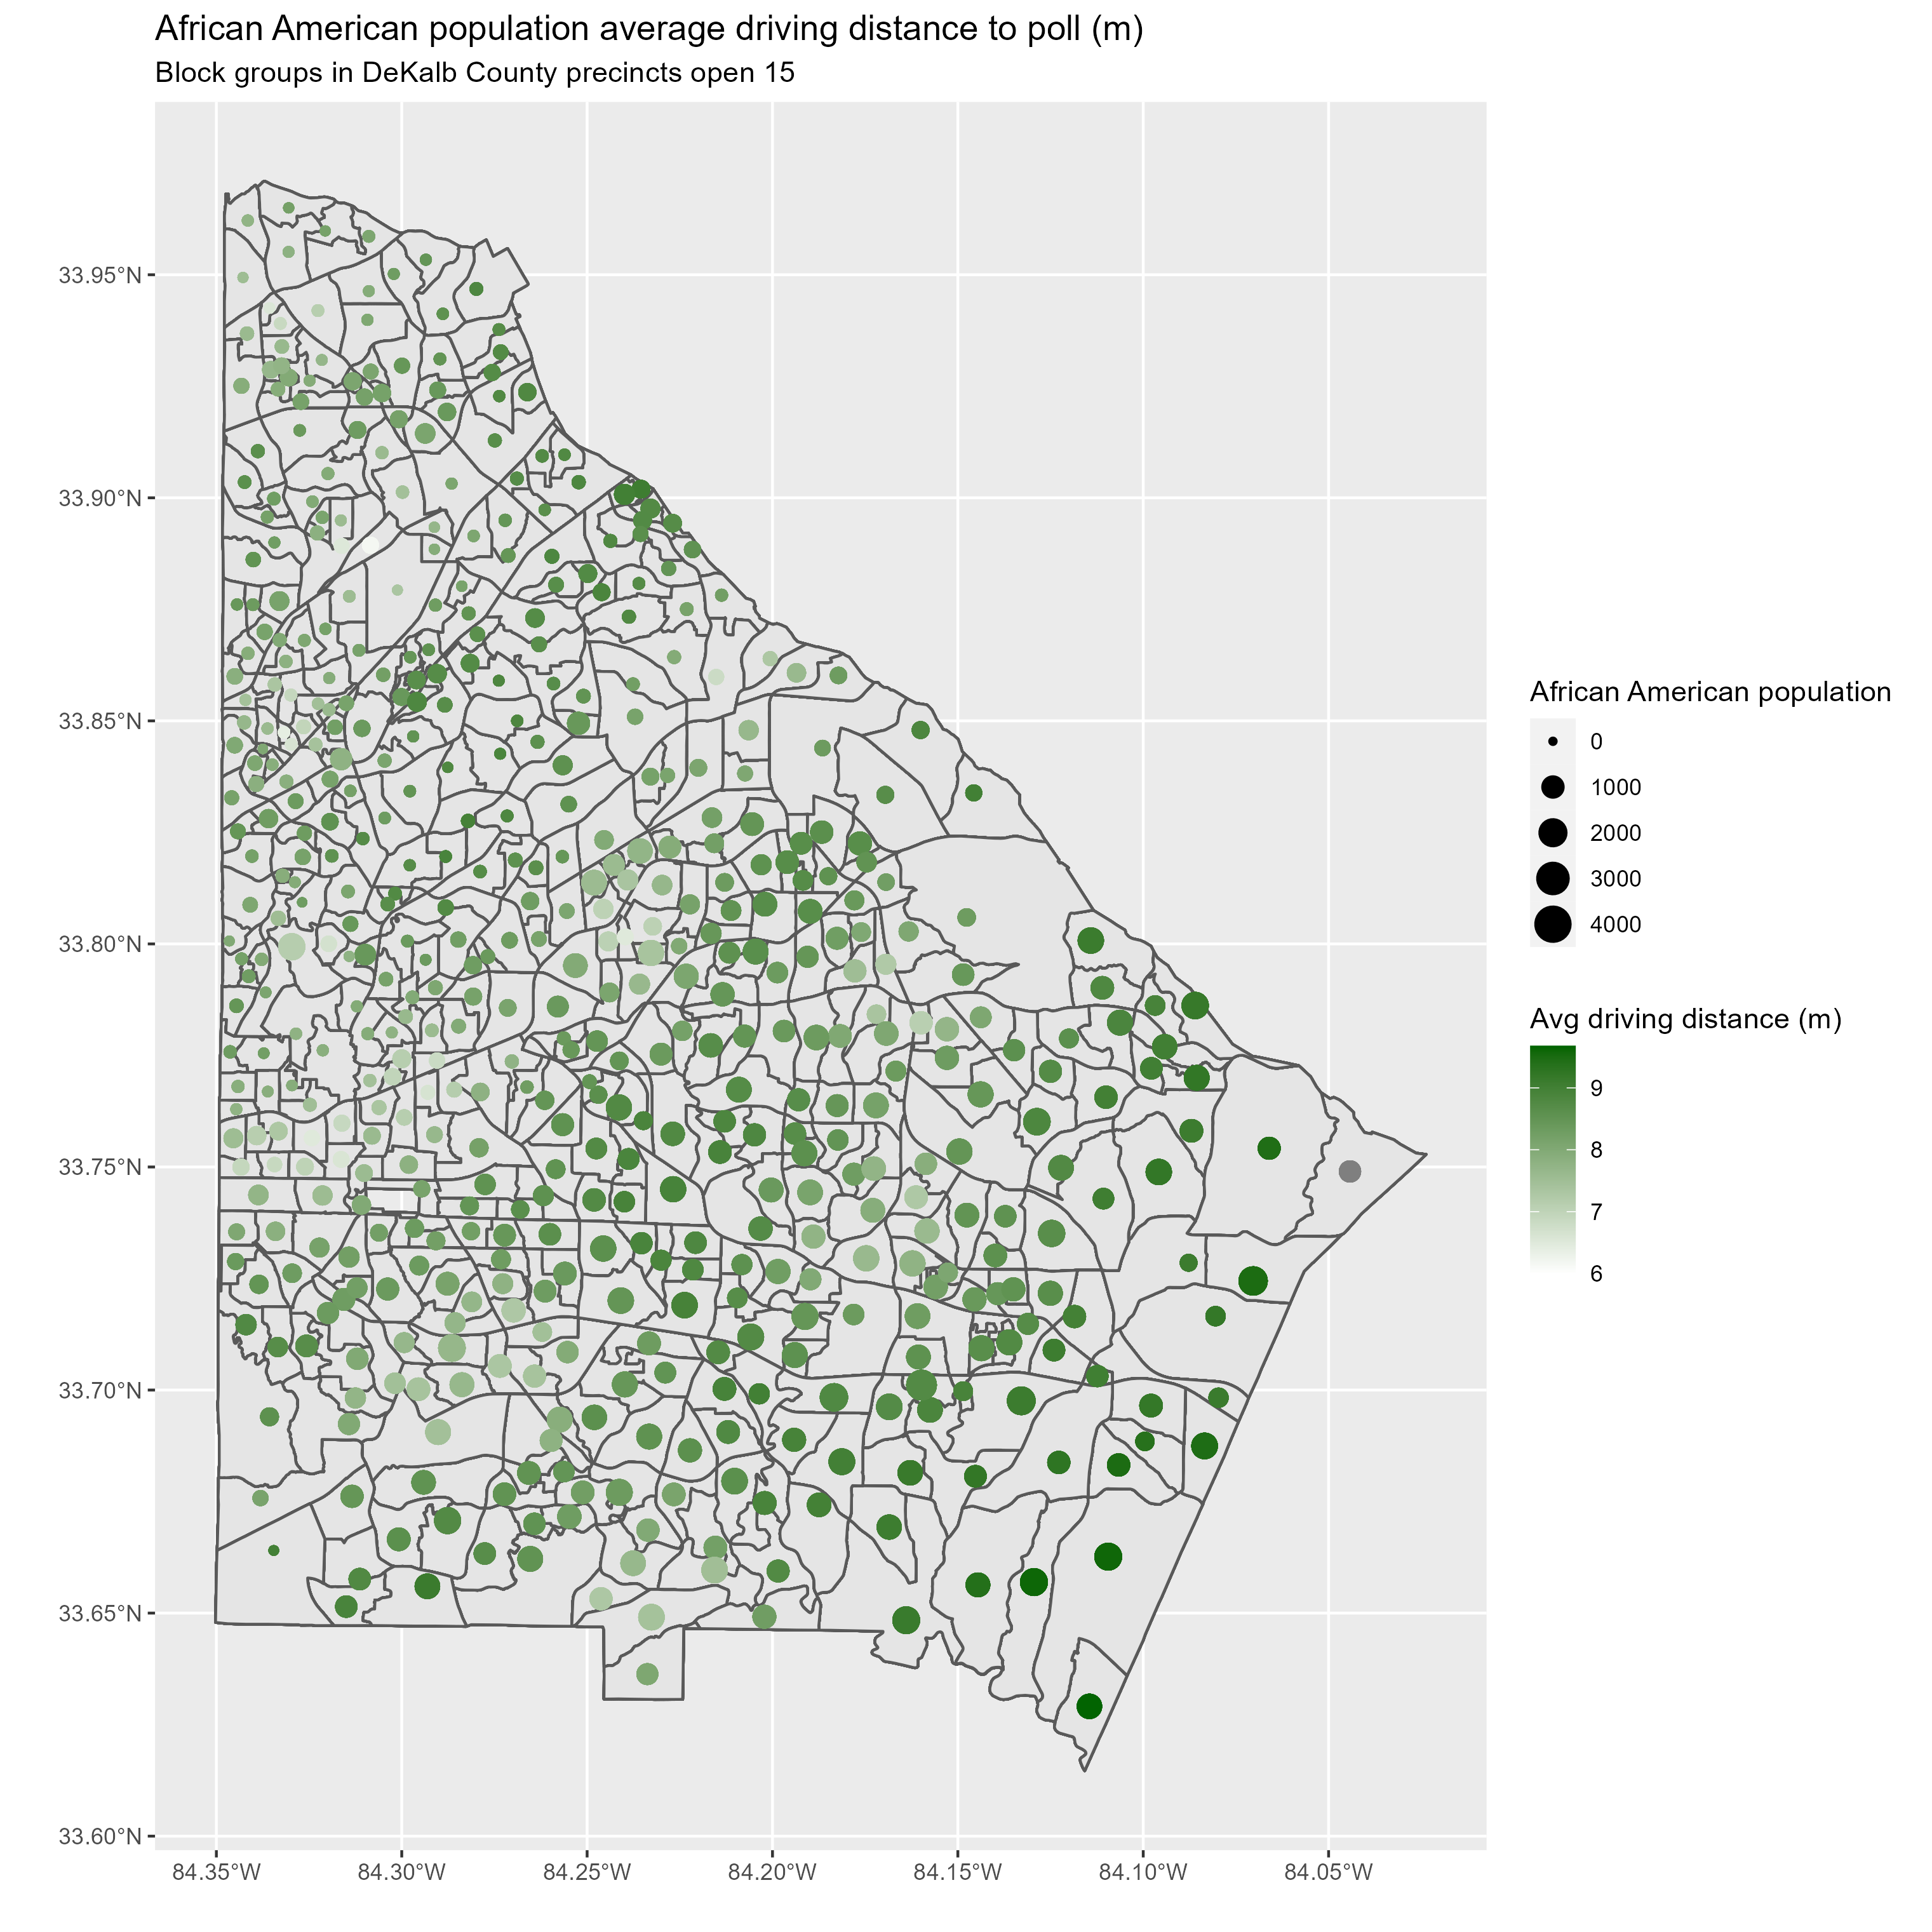 African American population average driving distance to poll (m)
Block groups in DeKalb County precincts open 15
33.95°N
33.90°N
33.85°N
33.80°N
33.75°N
33.70°N
33.65°N
33.60°N
84.35°W
84.30°W
84.25°W
84.20°W
84.15°W
84.10°W
84.05°W
African American population
0
1000
2000
3000
4000
Avg driving distance (m)
9
8
7
6